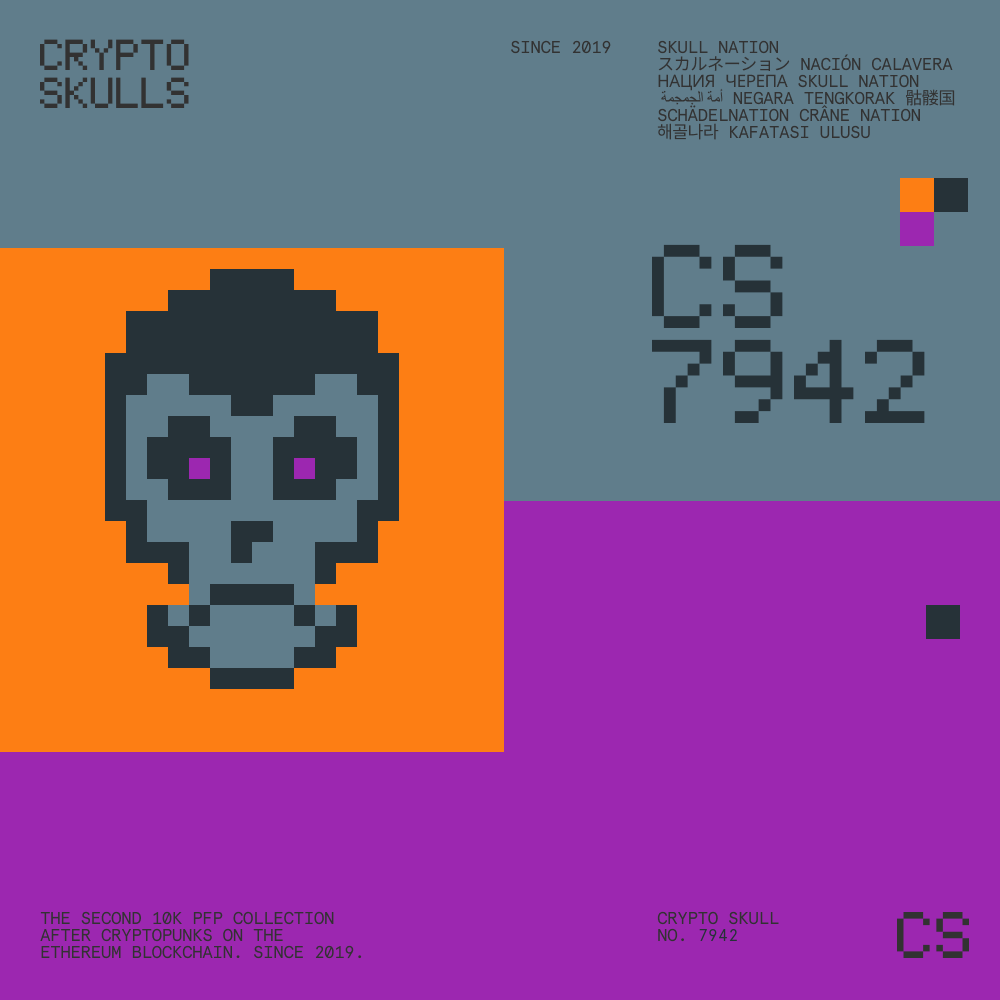 CRYPTO
SKULLS
SINCE 2019
SKULL NATION
スカルネーション NACIÓN CALAVERA
НАЦИЯ ЧЕРЕПА SKULL NATION
أمة الجمجمة NEGARA TENGKORAK 骷髅国
SCHÄDELNATION CRÂNE NATION
해골나라 KAFATASI ULUSU
CS
7942
THE SECOND 10K PFP COLLECTION
AFTER CRYPTOPUNKS ON THE
ETHEREUM BLOCKCHAIN. SINCE 2019.
CRYPTO SKULL
NO. 7942
CS